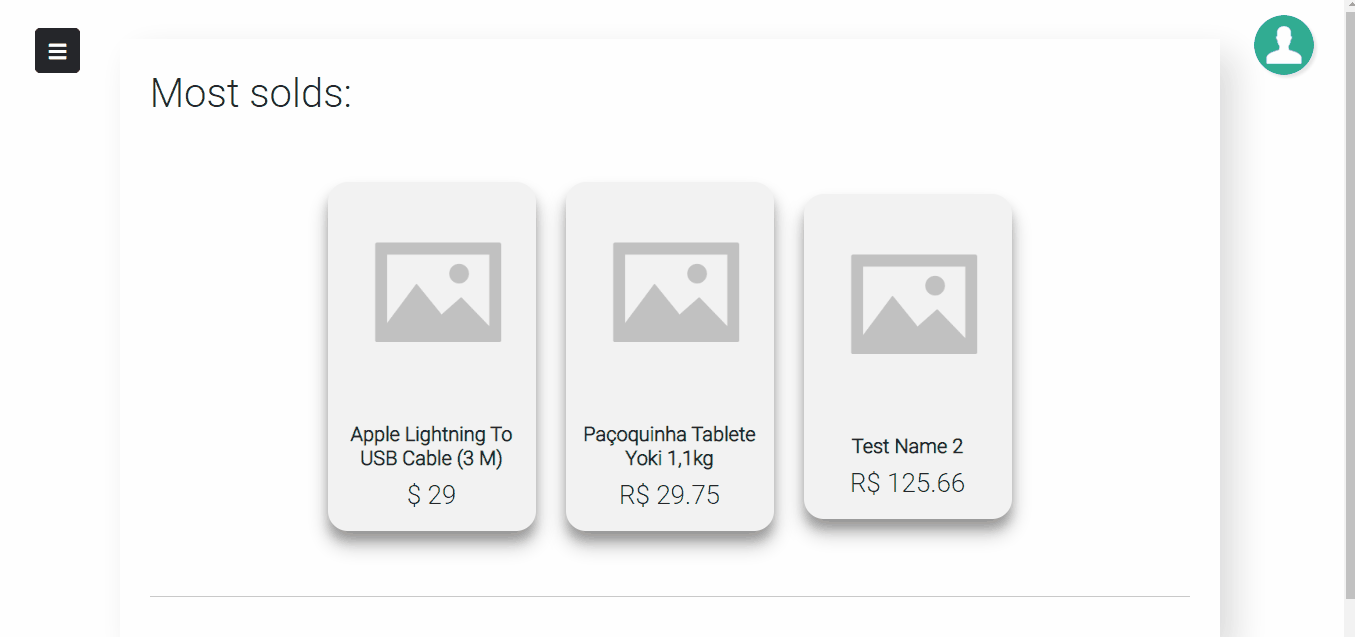 Most solds:
Apple Lightning To
USB Cable (3 M)
$ 29
Paçoquinha Tablete
Yoki 1,1kg
R$ 29.75
Test Name 2
R$ 125.66